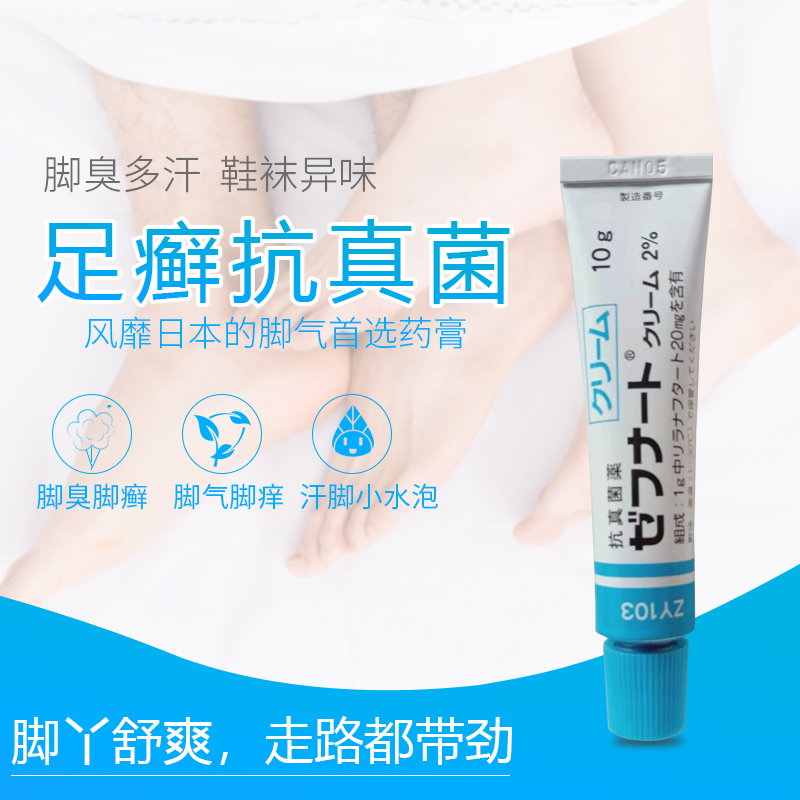 脚臭多汗 鞋袜异味
足癣抗真菌
风靡日本的脚气首选药膏
脚臭脚癣
脚气脚痒
汗脚小水泡
CAN05
製造番号
10g
クリーム
抗真菌薬
ゼフナート® クリーム 2%
組成：1g中リラナフタート20㎎を含有
ZY103
脚丫舒爽，走路都带劲